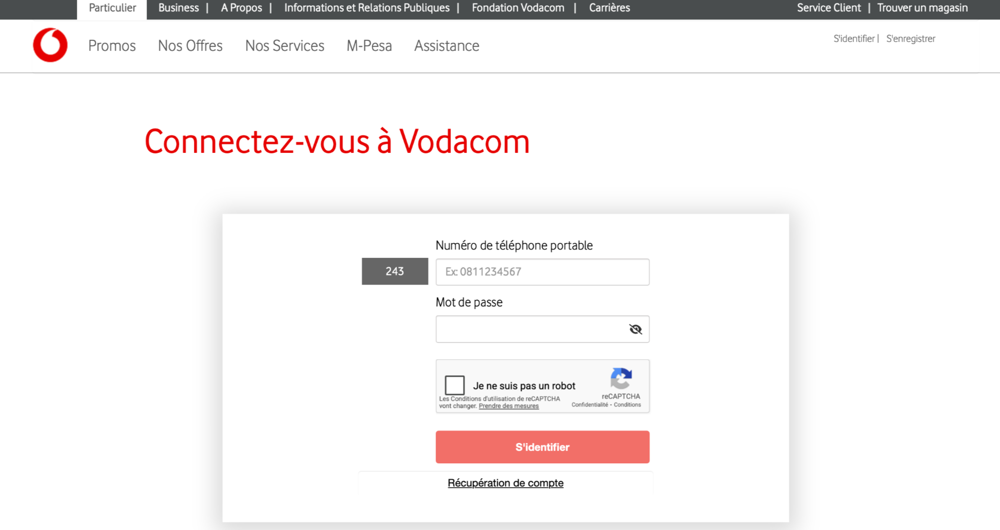 Particulier Business | A Propos | Informations et Relations Publiques | Fondation Vodacom | Carrières Service Client | Trouver un magasin
Promos Nos Offres Nos Services M-Pesa Assistance S'identifier | S'enregistrer
Connectez-vous à Vodacom
Numéro de téléphone portable
243 Ex: 0811234567
Mot de passe
Je ne suis pas un robot
reCAPTCHA
Les Conditions d'utilisation de reCAPTCHA
vont changer. Prendre des mesures
Confidentialité - Conditions
S'identifier
Récupération de compte